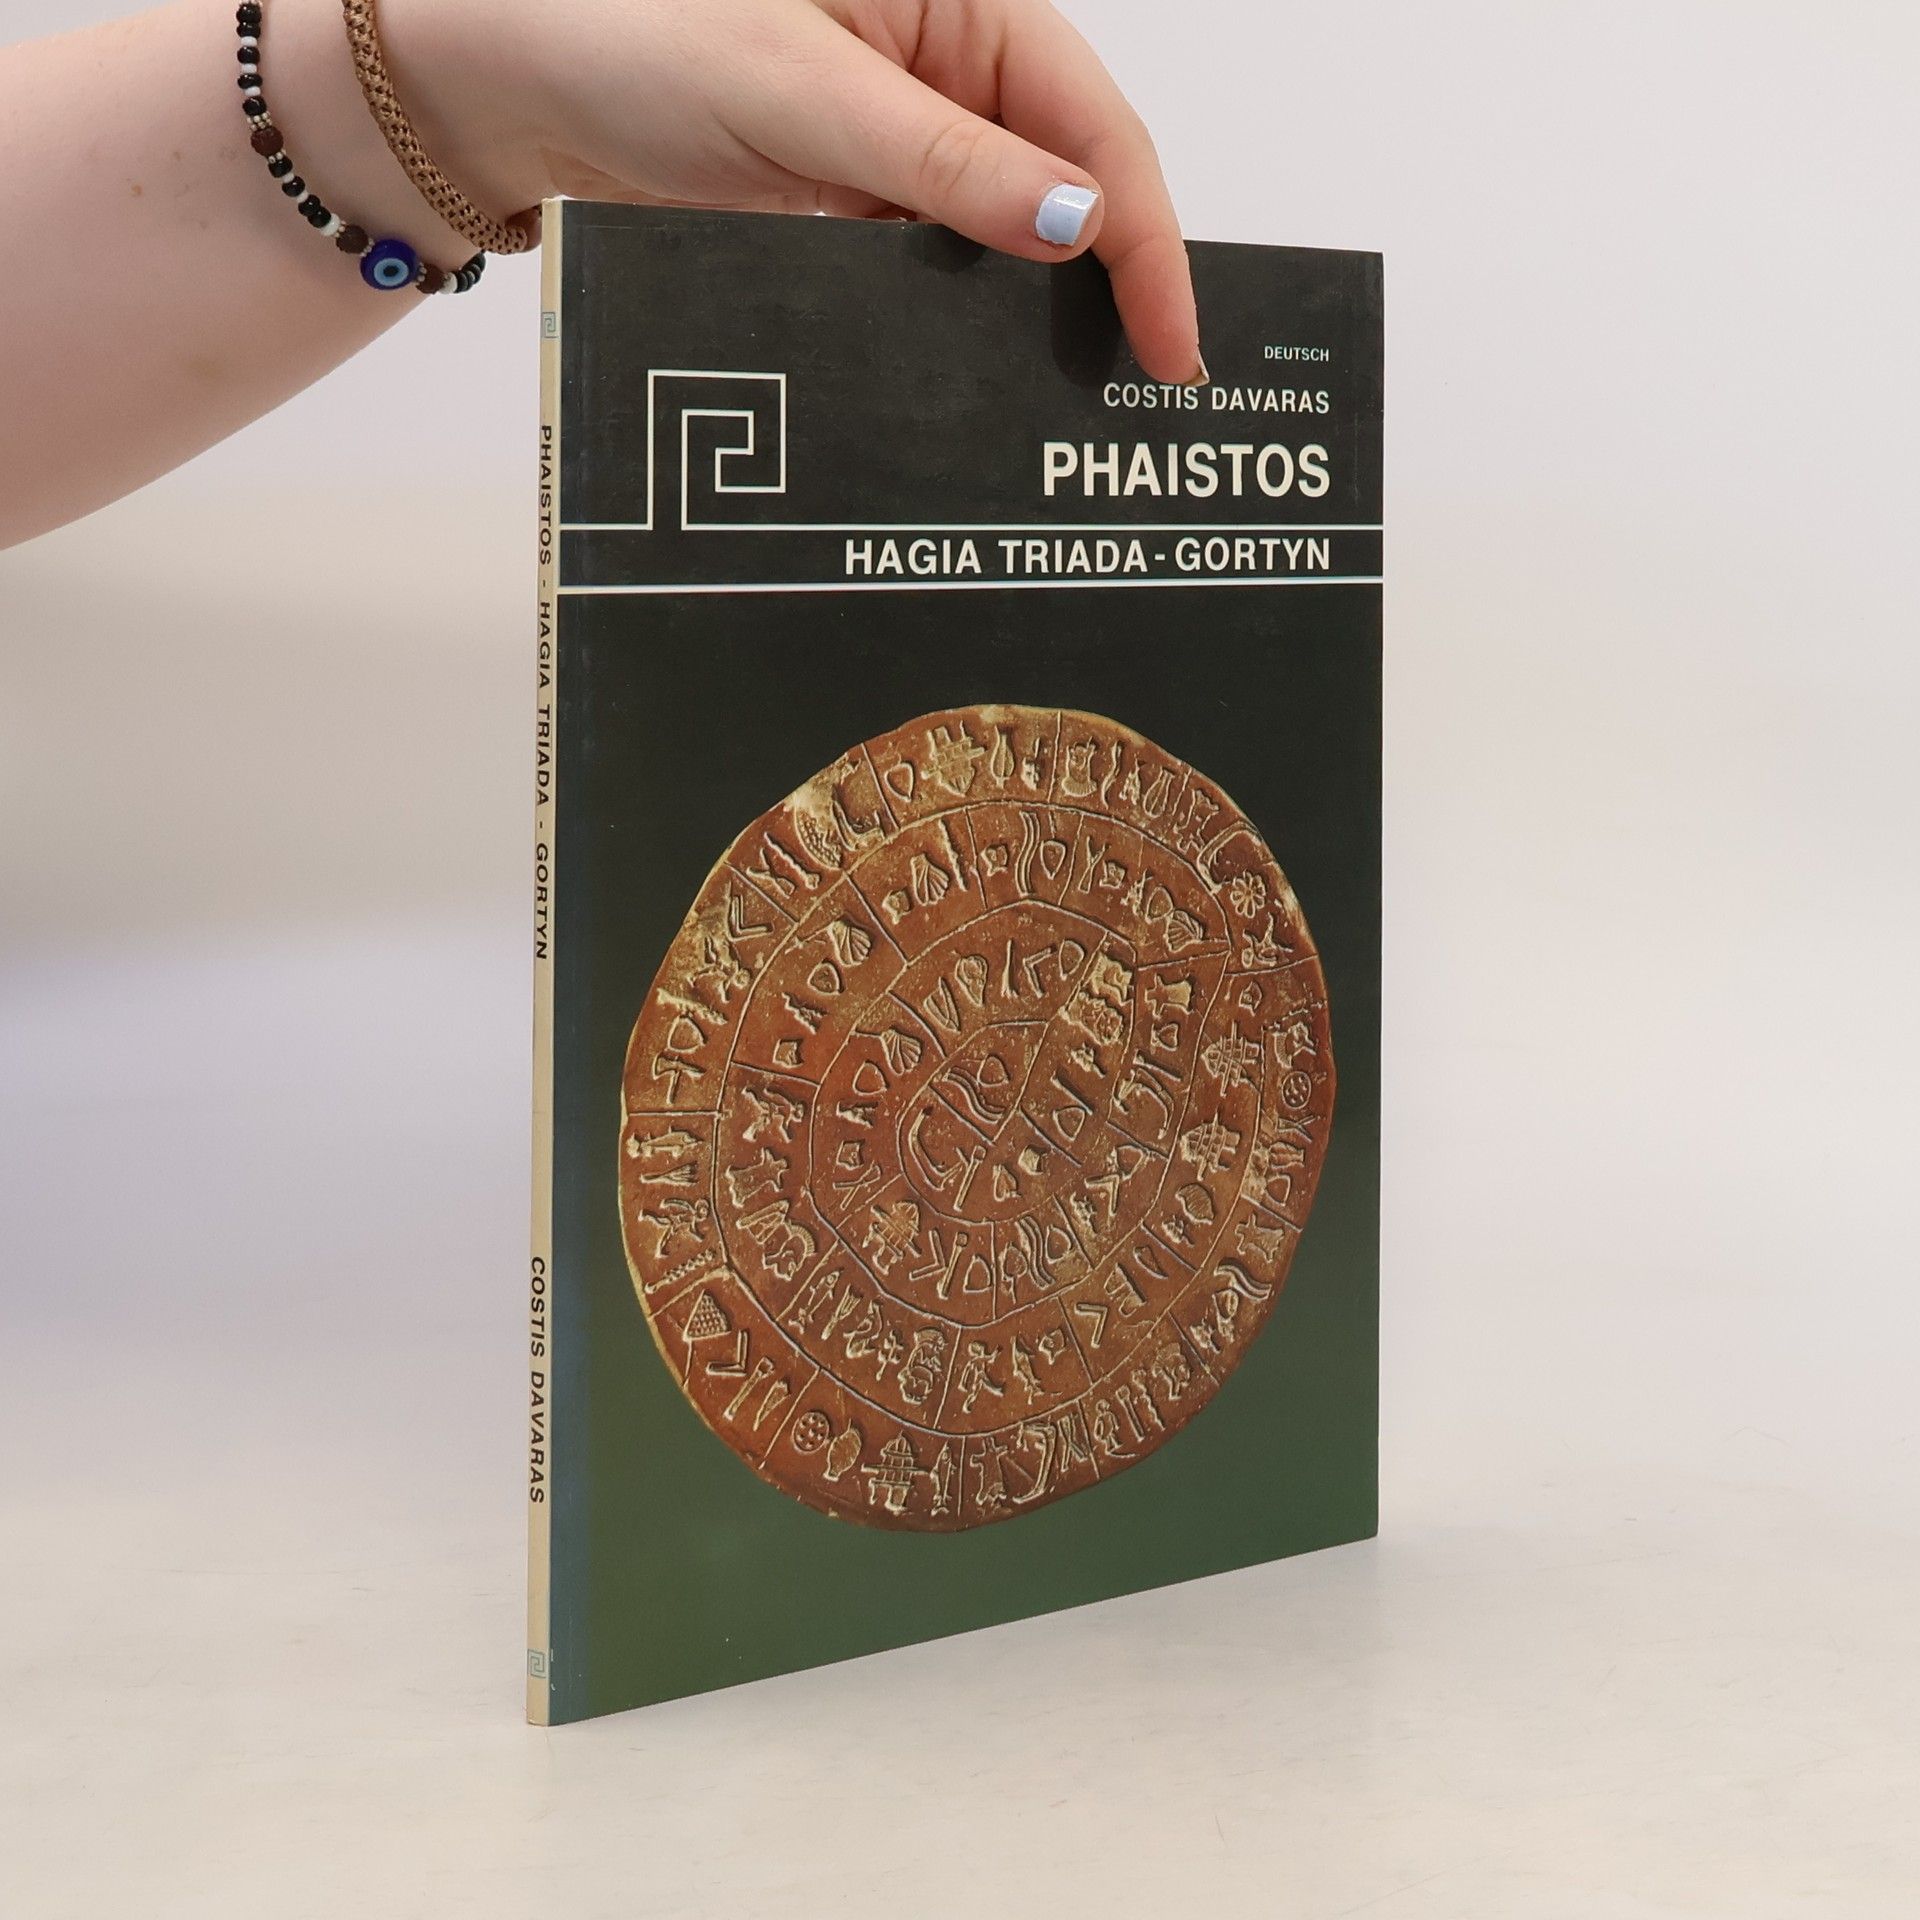 DEUTSCH
COSTIS DAVARAS
PHAISTOS
HAGIA TRIADA - GORTYN
PHAISTOS - HAGIA TRIADA - GORTYN
COSTIS DAVARAS